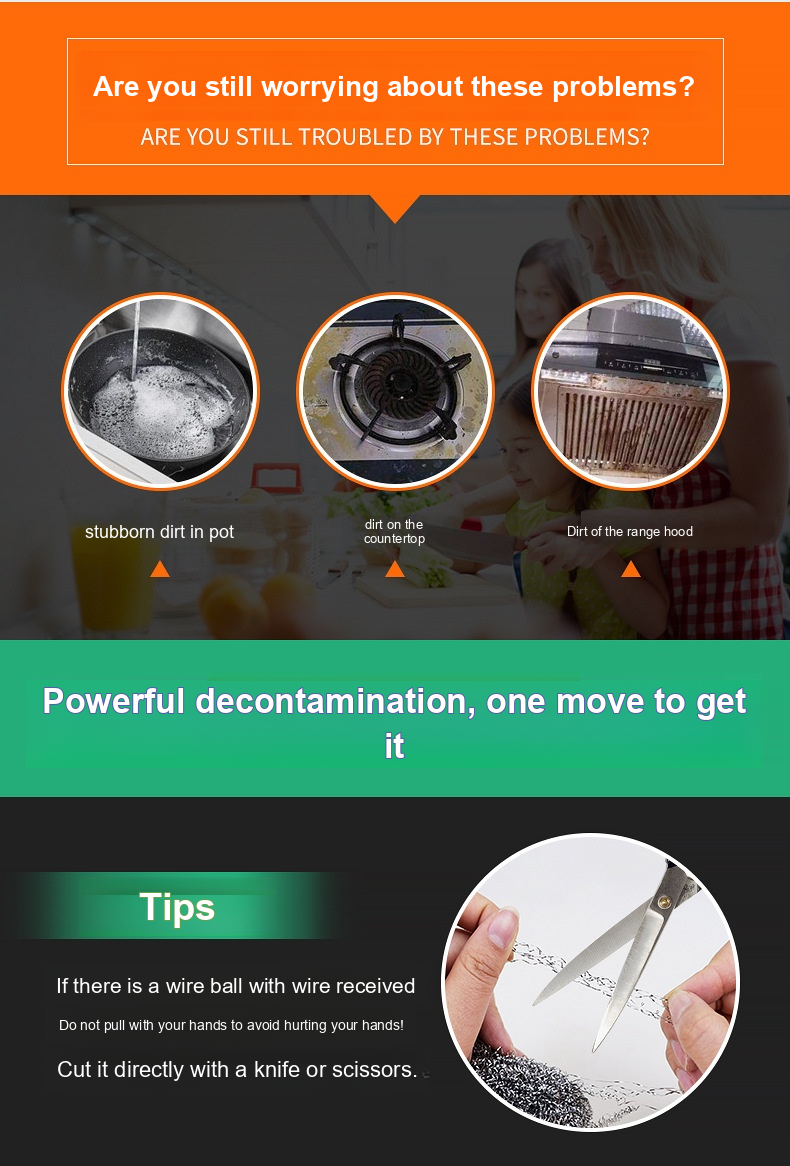 Are you still worrying about these problems?
ARE YOU STILL TROUBLED BY THESE PROBLEMS?
stubborn dirt in pot
dirt on the
countertop
Dirt of the range hood
Powerful decontamination, one move to get
it
Tips
If there is a wire ball with wire received
Do not pull with your hands to avoid hurting your hands!
Cut it directly with a knife or scissors.